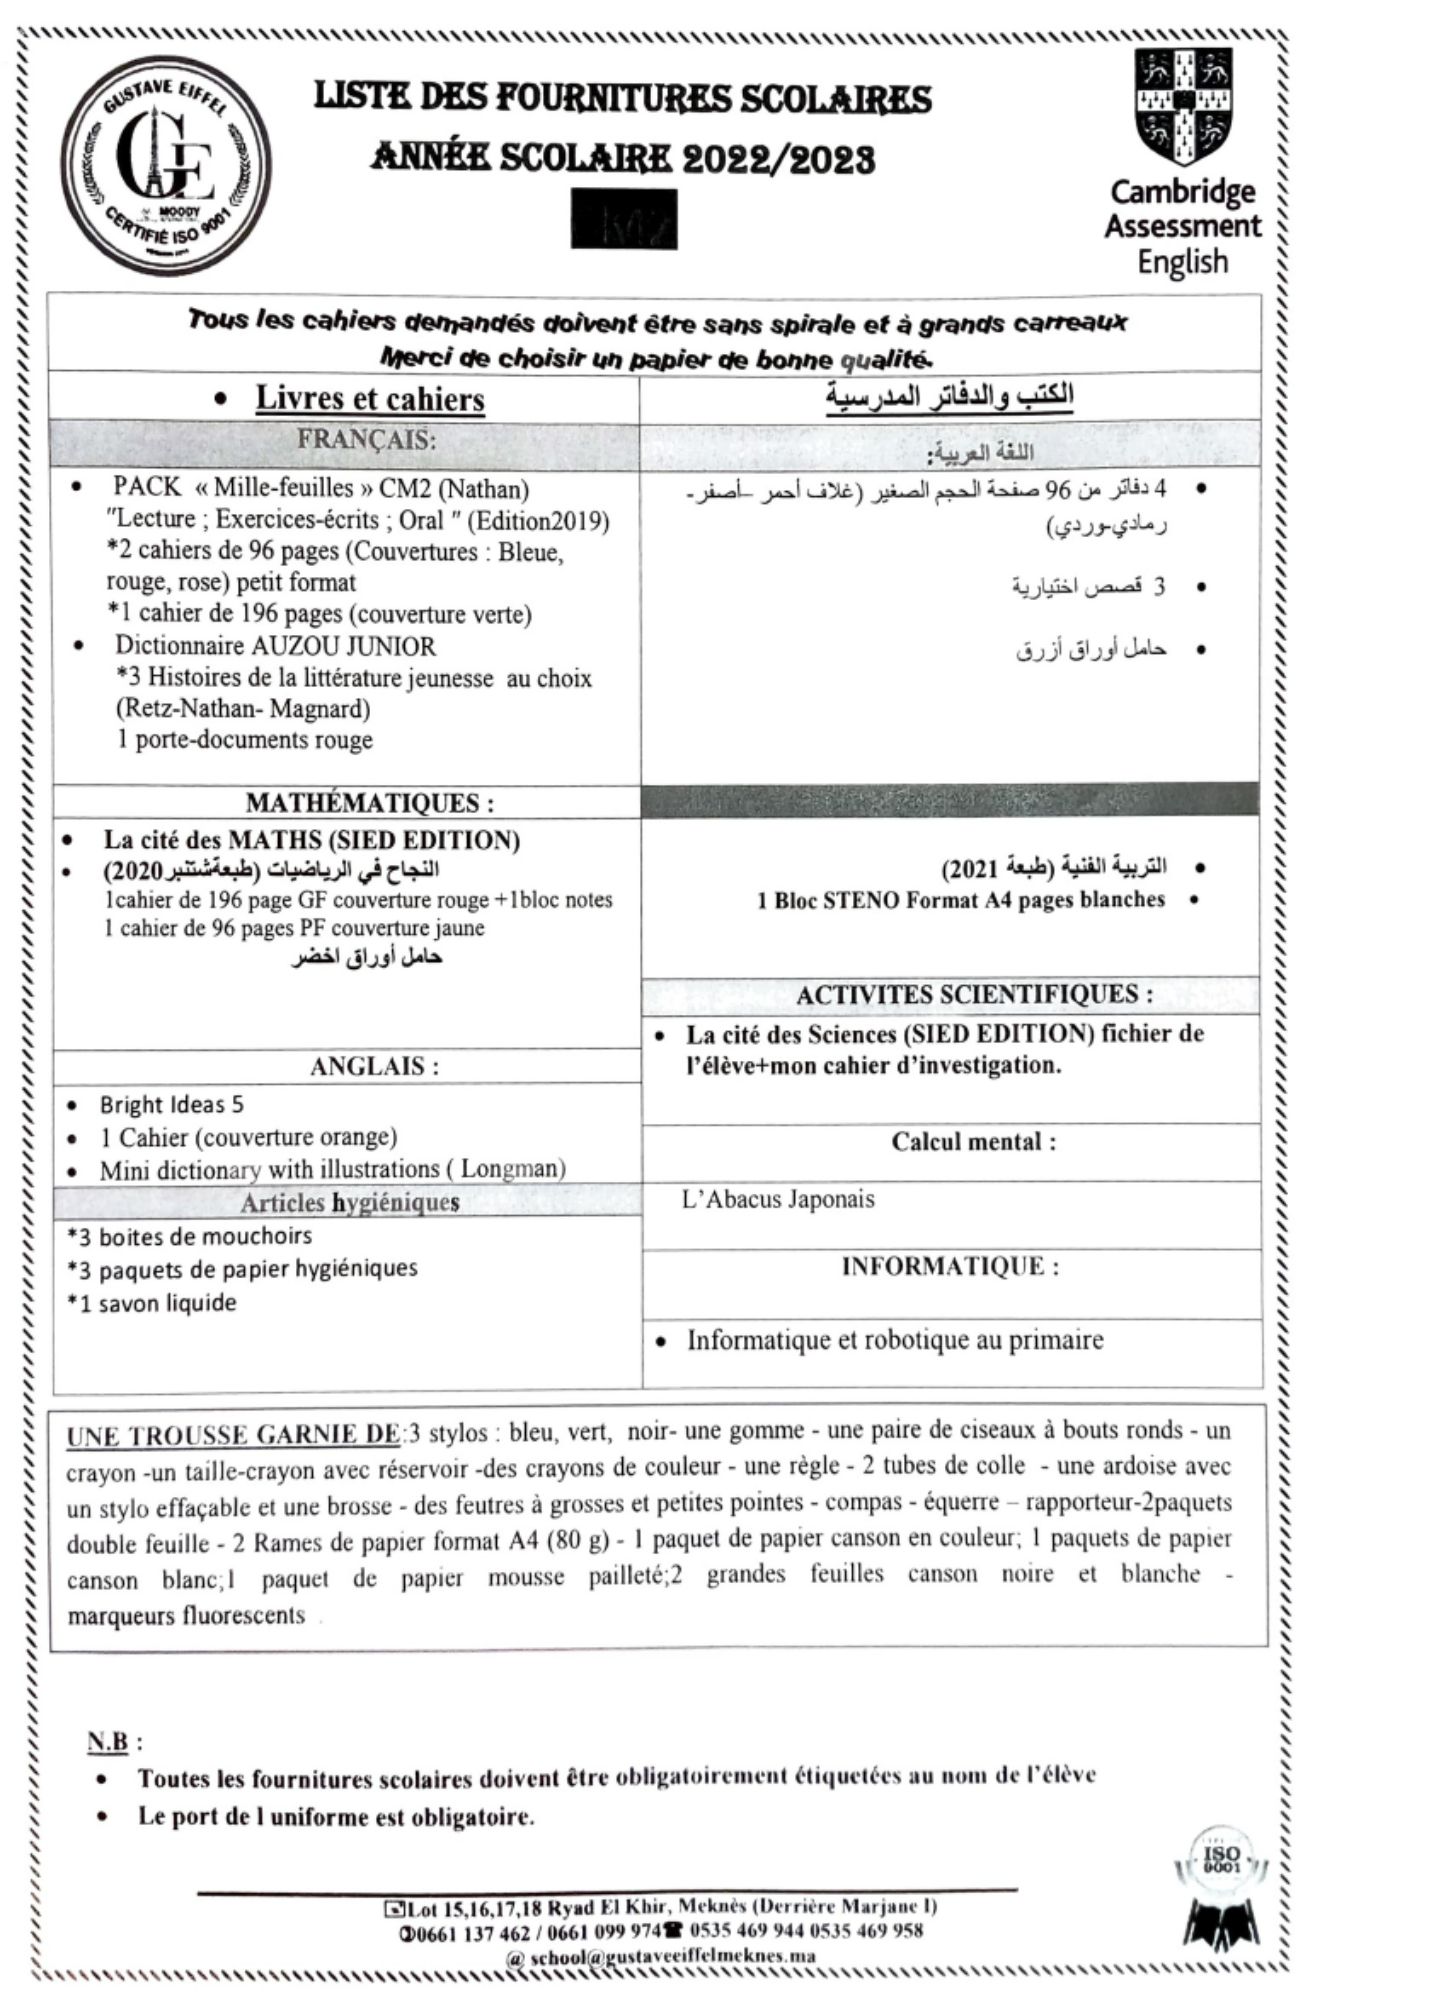 GUSTAVE EIFFEL
GE
MOODY
CERTIFIÉ ISO 9001
LISTE DES FOURNITURES SCOLAIRES
ANNÉE SCOLAIRE 2022/2023
Cambridge
Assessment
English
Tous les cahiers demandés doivent être sans spirale et à grands carreaux
Merci de choisir un papier de bonne qualité.
• Livres et cahiers
FRANÇAIS:
• PACK « Mille-feuilles » CM2 (Nathan)
"Lecture ; Exercices-écrits ; Oral " (Edition2019)
*2 cahiers de 96 pages (Couvertures : Bleue,
rouge, rose) petit format
*1 cahier de 196 pages (couverture verte)
• Dictionnaire AUZOU JUNIOR
*3 Histoires de la littérature jeunesse au choix
(Retz-Nathan- Magnard)
1 porte-documents rouge
الكتب والدفاتر المدرسية
اللغة العربية:
• 4 دفاتر من 96 صفحة الحجم الصغير (غلاف أحمر –أصفر-
رمادي-وردي)
• 3 قصص اختيارية
• حامل أوراق أزرق
MATHÉMATIQUES :
• La cité des MATHS (SIED EDITION)
• النجاح في الرياضيات (طبعةشتنبر2020)
1cahier de 196 page GF couverture rouge +1bloc notes
1 cahier de 96 pages PF couverture jaune
حامل أوراق اخضر
• التربية الفنية (طبعة 2021)
1 Bloc STENO Format A4 pages blanches •
ACTIVITES SCIENTIFIQUES :
• La cité des Sciences (SIED EDITION) fichier de
l'élève+mon cahier d'investigation.
ANGLAIS :
• Bright Ideas 5
• 1 Cahier (couverture orange)
• Mini dictionary with illustrations ( Longman)
Calcul mental :
L'Abacus Japonais
Articles hygiéniques
*3 boites de mouchoirs
*3 paquets de papier hygiéniques
*1 savon liquide
INFORMATIQUE :
• Informatique et robotique au primaire
UNE TROUSSE GARNIE DE:3 stylos : bleu, vert, noir- une gomme - une paire de ciseaux à bouts ronds - un
crayon -un taille-crayon avec réservoir -des crayons de couleur - une règle - 2 tubes de colle - une ardoise avec
un stylo effaçable et une brosse - des feutres à grosses et petites pointes - compas - équerre – rapporteur-2paquets
double feuille - 2 Rames de papier format A4 (80 g) - 1 paquet de papier canson en couleur; 1 paquets de papier
canson blanc;1 paquet de papier mousse pailleté;2 grandes feuilles canson noire et blanche -
marqueurs fluorescents
N.B :
• Toutes les fournitures scolaires doivent être obligatoirement étiquetées au nom de l'élève
• Le port de l uniforme est obligatoire.
ISO
9001
Lot 15,16,17,18 Ryad El Khir, Meknès (Derrière Marjane 1)
0661 137 462 / 0661 099 974☎ 0535 469 944 0535 469 958
@ school@gustaveeiffelmeknes.ma